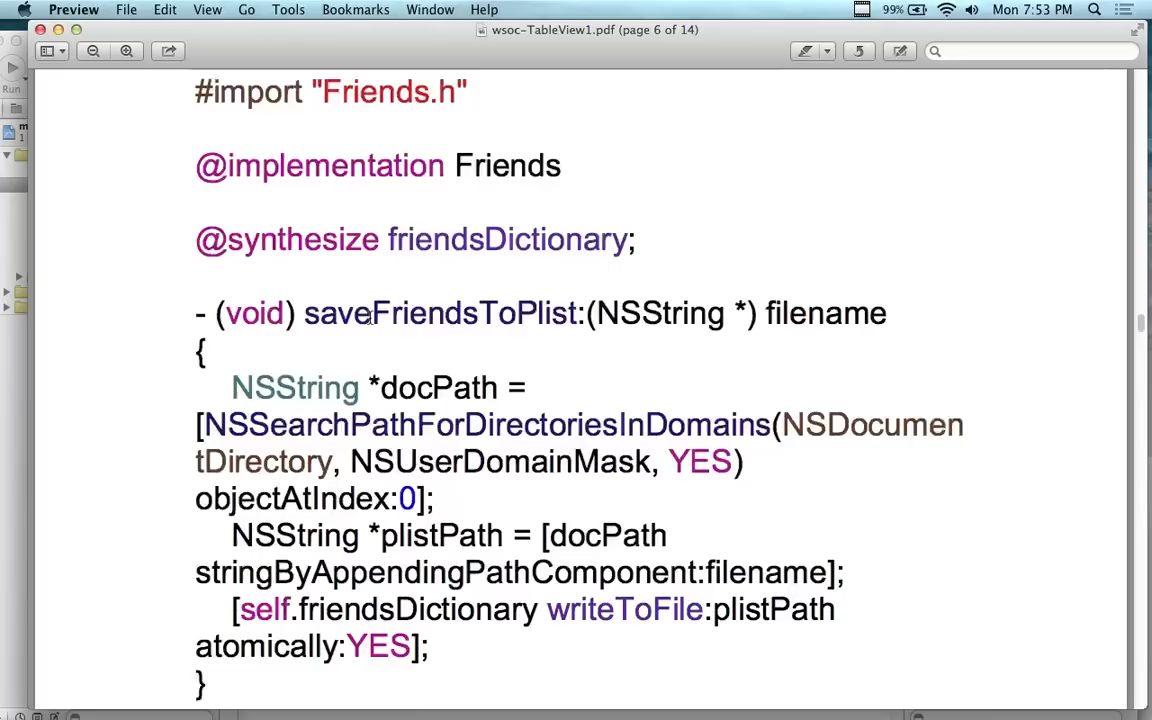 Preview File Edit View Go Tools Bookmarks Window Help 99% Mon 7:53 PM
wsoc-TableView1.pdf (page 6 of 14)
Run
#import "Friends.h"
@implementation Friends
@synthesize friendsDictionary;
- (void) saveFriendsToPlist:(NSString *) filename
{
NSString *docPath =
[NSSearchPathForDirectoriesInDomains(NSDocumen
tDirectory, NSUserDomainMask, YES)
objectAtIndex:0];
NSString *plistPath = [docPath
stringByAppendingPathComponent:filename];
[self.friendsDictionary writeToFile:plistPath
atomically:YES];
}